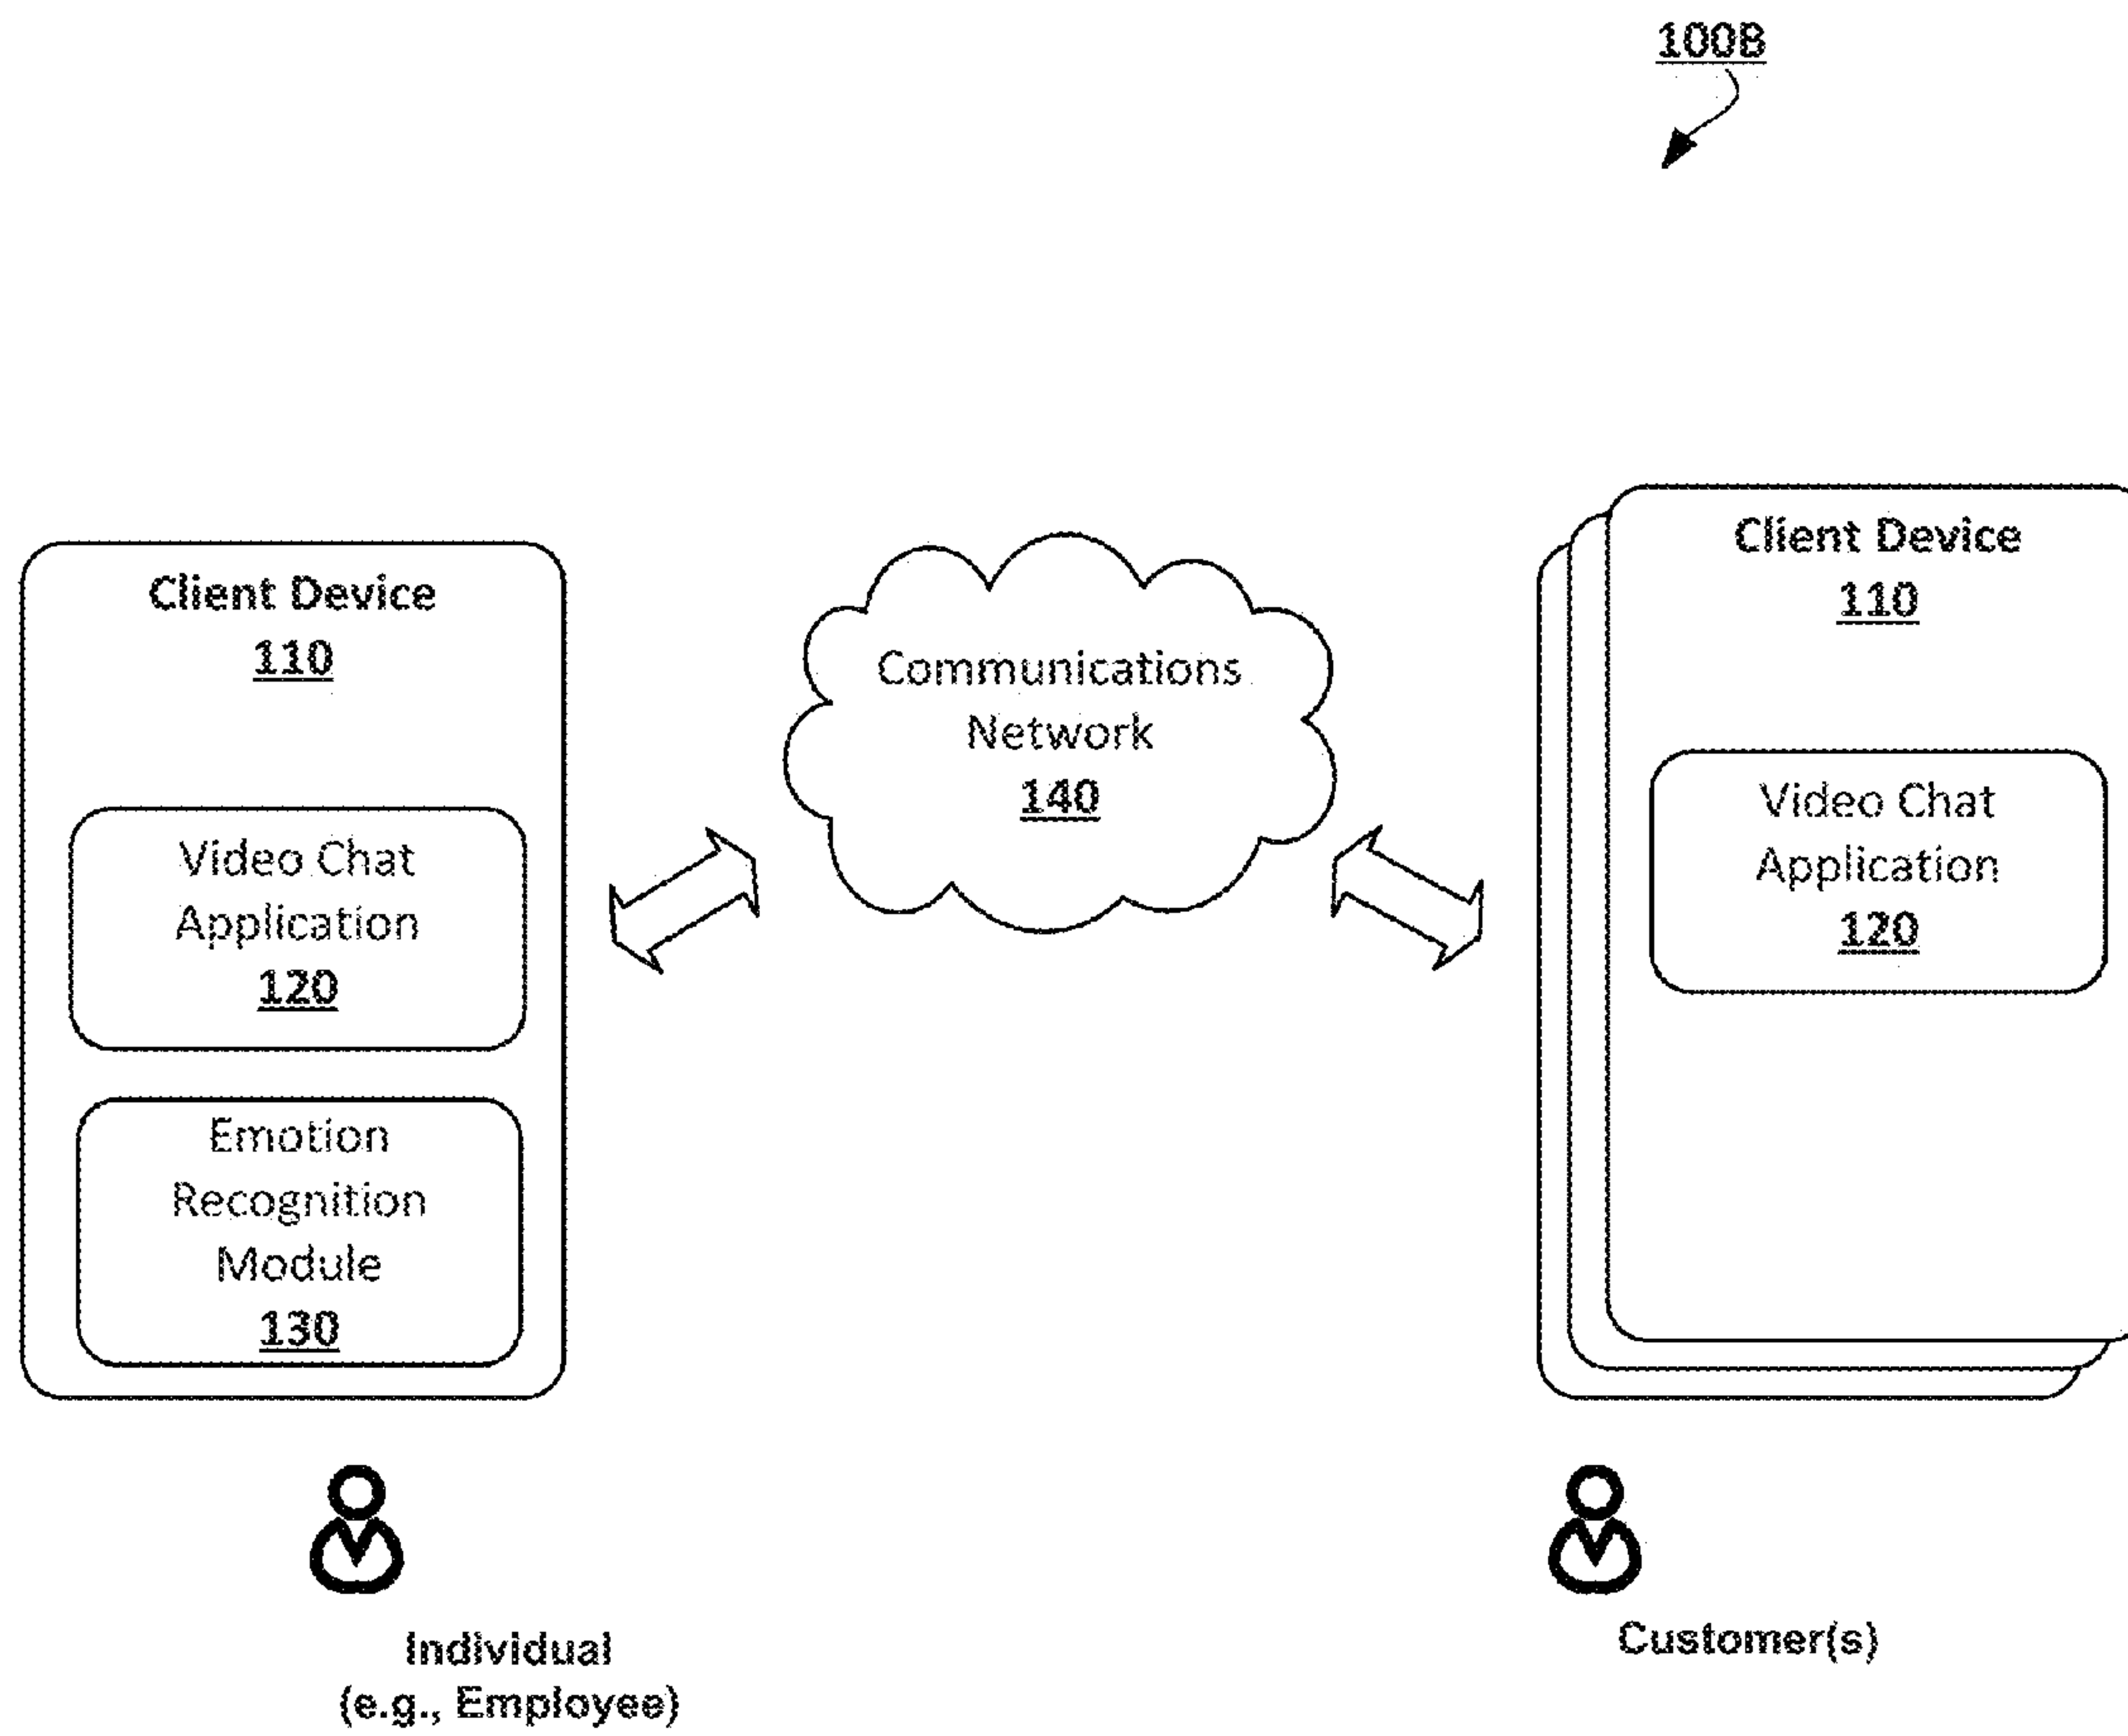 100B
Client Device
110
Video Chat
Application
120
Emotion
Recognition
Module
130
Individual
(e.g., Employee)
Communications
Network
140
Client Device
110
Video Chat
Application
120
Customer(s)